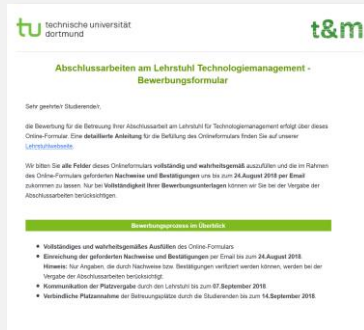 technische universität
dortmund
t&m
Abschlussarbeiten am Lehrstuhl Technologiemanagement -
Bewerbungsformular
Sehr geehrte/r Studierende/r,
die Bewerbung für die Betreuung Ihrer Abschlussarbeit am Lehrstuhl für Technologiemanagement erfolgt über dieses
Online-Formular. Eine detaillierte Anleitung für die Befüllung des Onlineformulars finden Sie auf unserer
Lehrstuhlwebseite.
Wir bitten Sie alle Felder dieses Onlineformulars vollständig und wahrheitsgemäß auszufüllen und die im Rahmen
des Online-Formulars geforderten Nachweise und Bestätigungen uns bis zum 24.August 2018 per Email
zukommen zu lassen. Nur bei Vollständigkeit Ihrer Bewerbungsunterlagen können wir Sie bei der Vergabe der
Abschlussarbeiten berücksichtigen.
Bewerbungsprozess im Überblick
Vollständiges und wahrheitsgemäßes Ausfüllen des Online-Formulars
Einreichung der geforderten Nachweise und Bestätigungen per Email bis zum 24.August 2018.
Hinweis: Nur Angaben, die durch Nachweise bzw. Bestätigungen verifiziert werden können, werden bei der
Vergabe der Abschlussarbeiten berücksichtigt.
Kommunikation der Platzvergabe durch den Lehrstuhl bis zum 07.September 2018.
Verbindliche Platzannahme der Betreuungsplätze durch die Studierenden bis zum 14.September 2018.